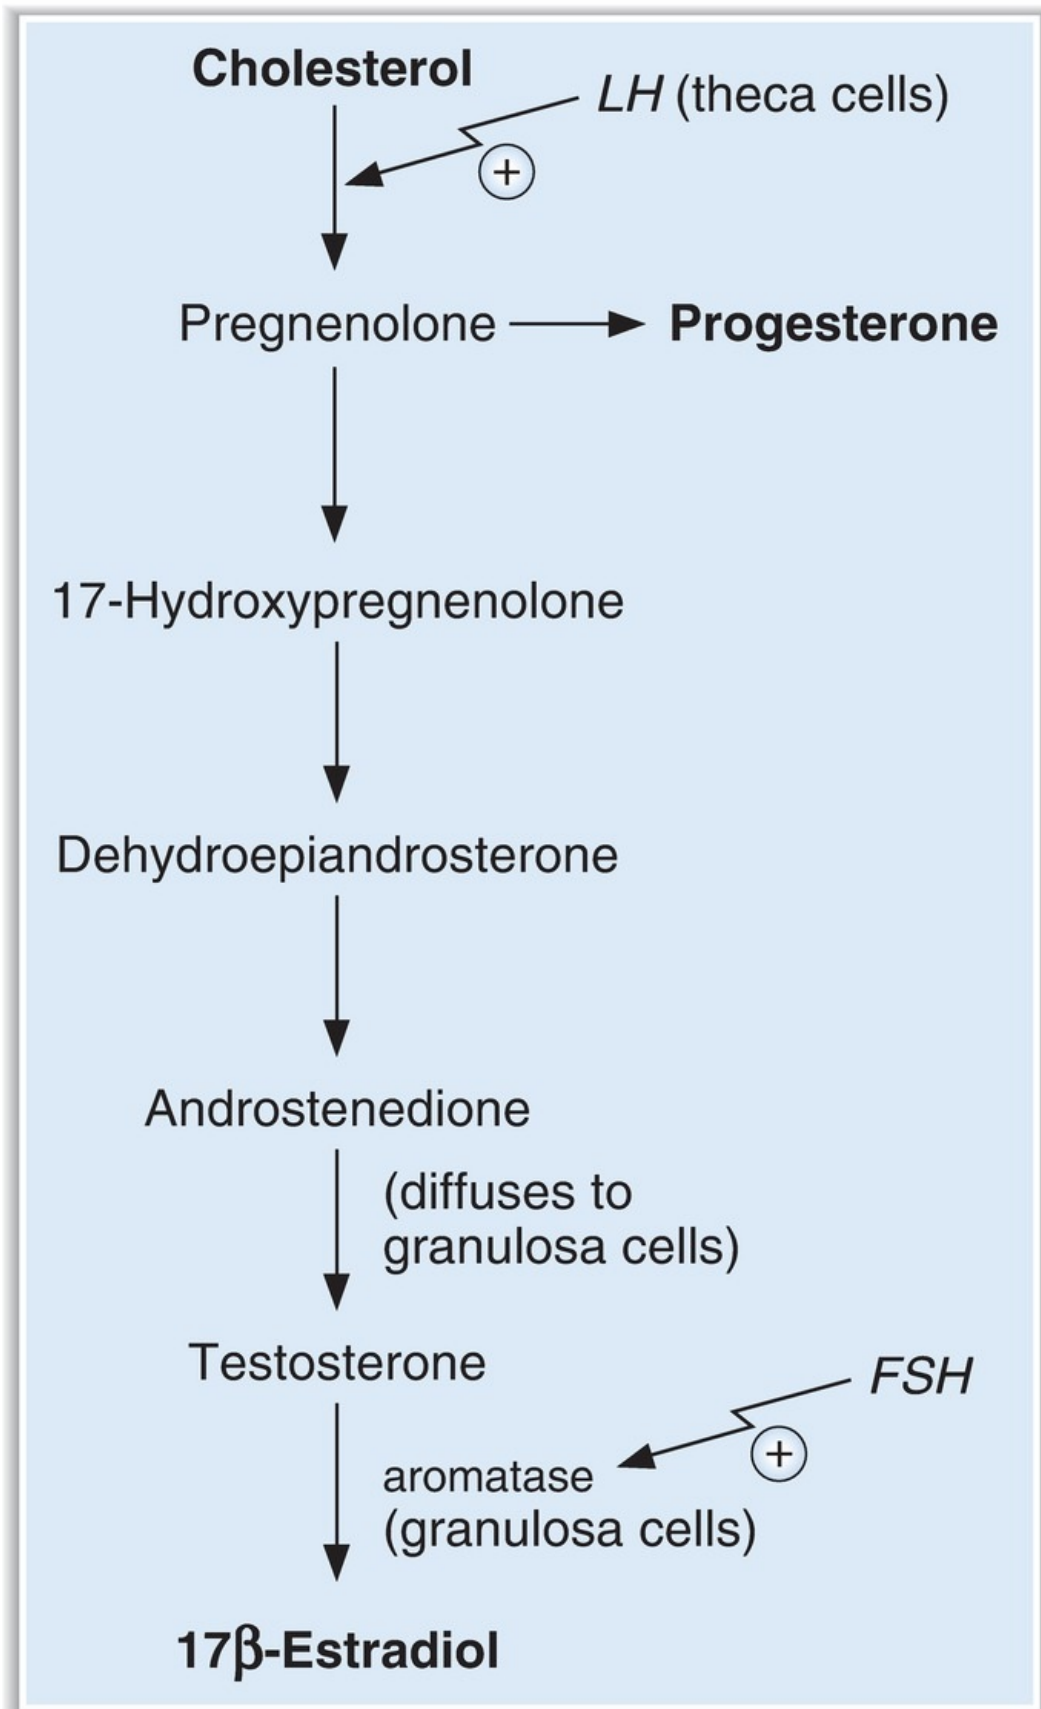 Cholesterol
LH (theca cells)
+
Pregnenolone
Progesterone
17-Hydroxypregnenolone
Dehydroepiandrosterone
Androstenedione
(diffuses to
granulosa cells)
Testosterone
FSH
+
aromatase
(granulosa cells)
17β-Estradiol